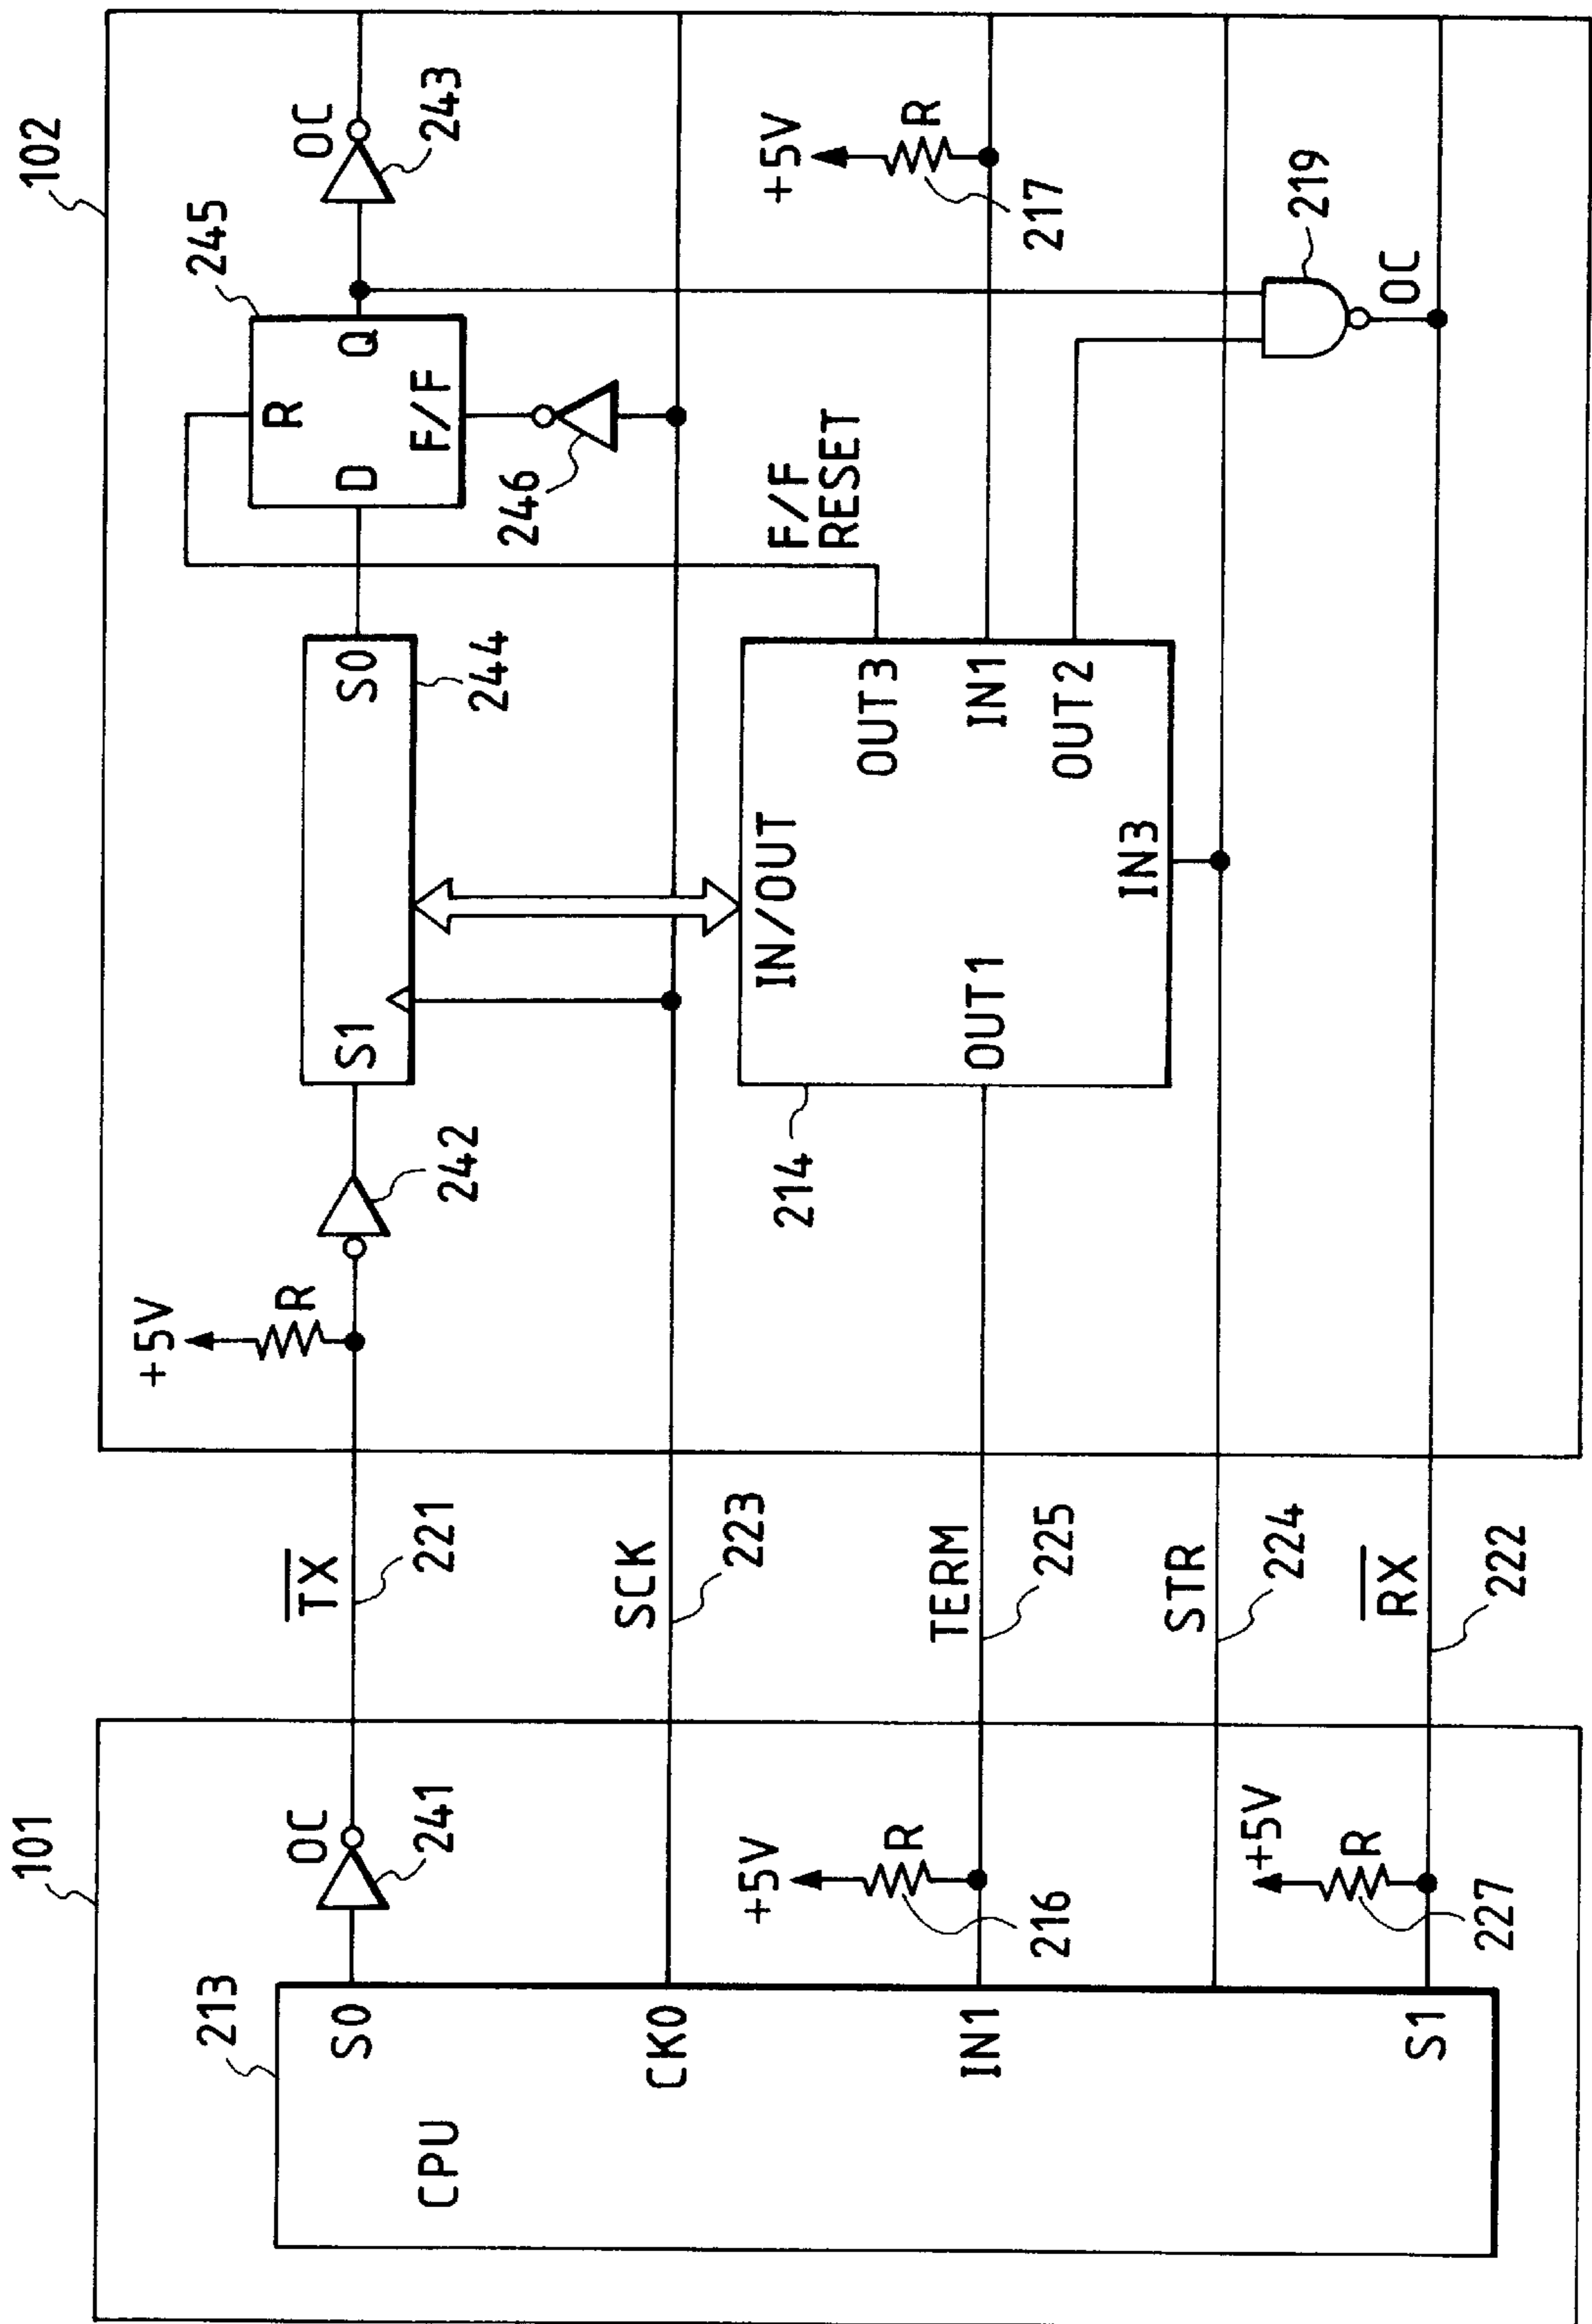 101
213
CPU
S0
CK0
IN1
S1
OC
241
+5V
R
216
+5V
R
227
TX
221
SCK
223
TERM
225
STR
224
RX
222
102
+5V
R
242
S1
S0
244
245
R
D
Q
F/F
246
OC
243
F/F
RESET
214
IN/OUT
OUT1
OUT3
IN1
OUT2
IN3
+5V
R
217
219
OC